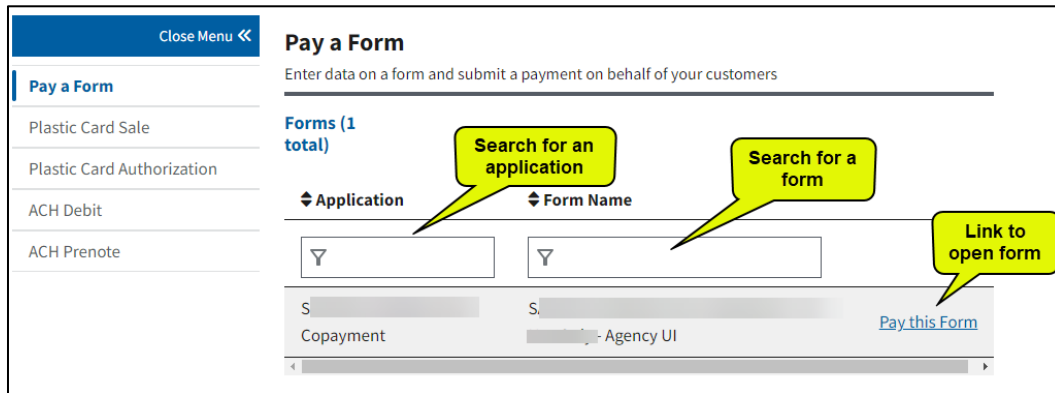 Close Menu «
Pay a Form
Plastic Card Sale
Plastic Card Authorization
ACH Debit
ACH Prenote
Pay a Form
Enter data on a form and submit a payment on behalf of your customers
Forms (1
total)
Search for an
application
Search for a
form
Link to
open form
Application
Form Name
S
S
Copayment
- Agency UI
Pay this Form